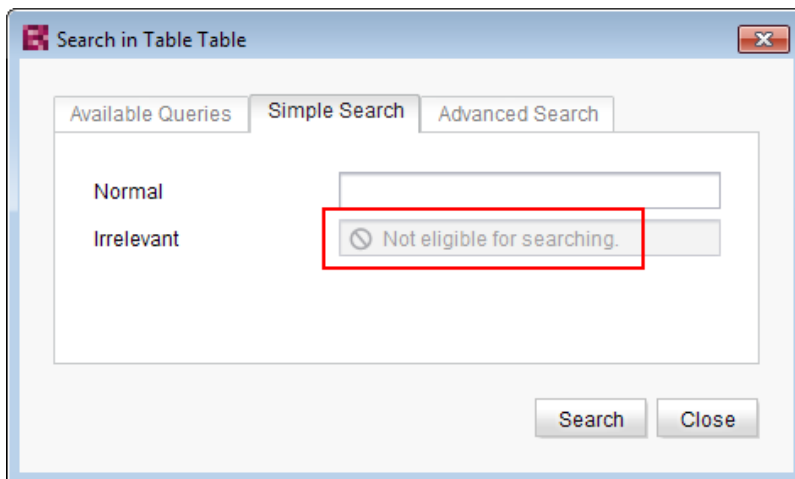 Search in Table Table
Available Queries
Simple Search
Advanced Search
Normal
Irrelevant
Not eligible for searching.
Search
Close